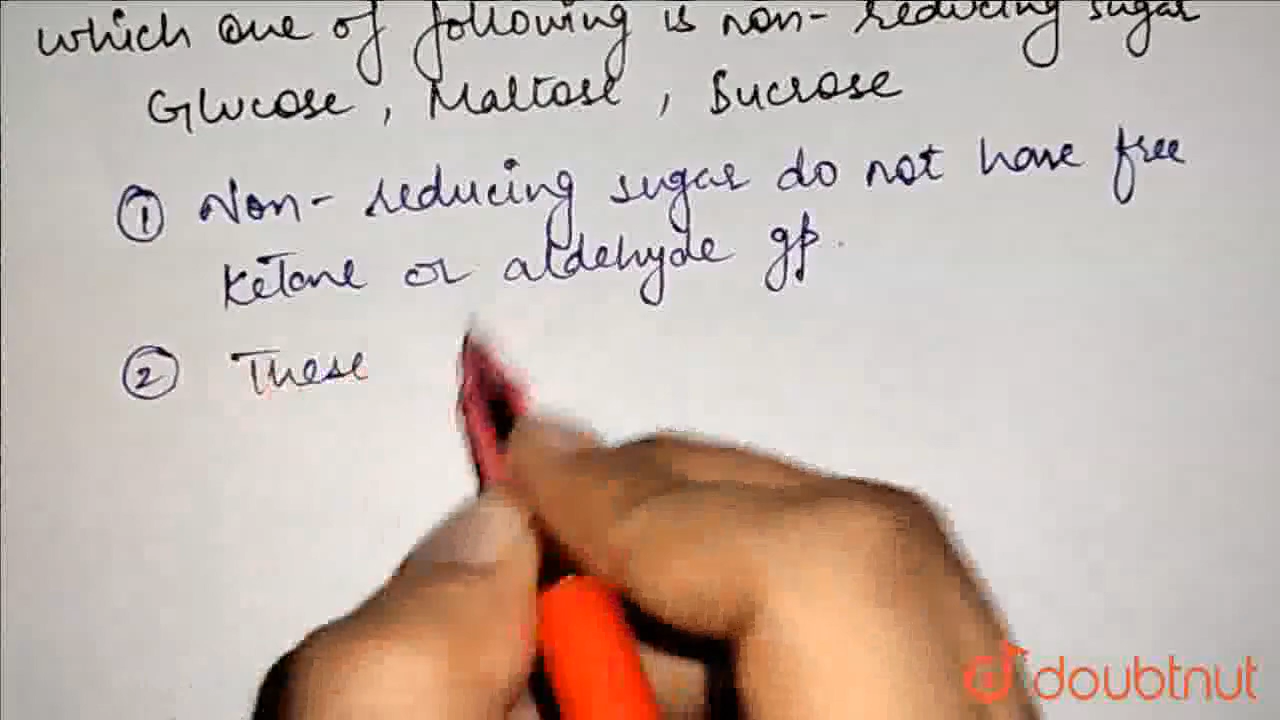 which one of following is non- reducing sugar
Glucose, Maltose, Sucrose
① Non- reducing sugar do not have free
ketone or aldehyde gp.
② These
doubtnut